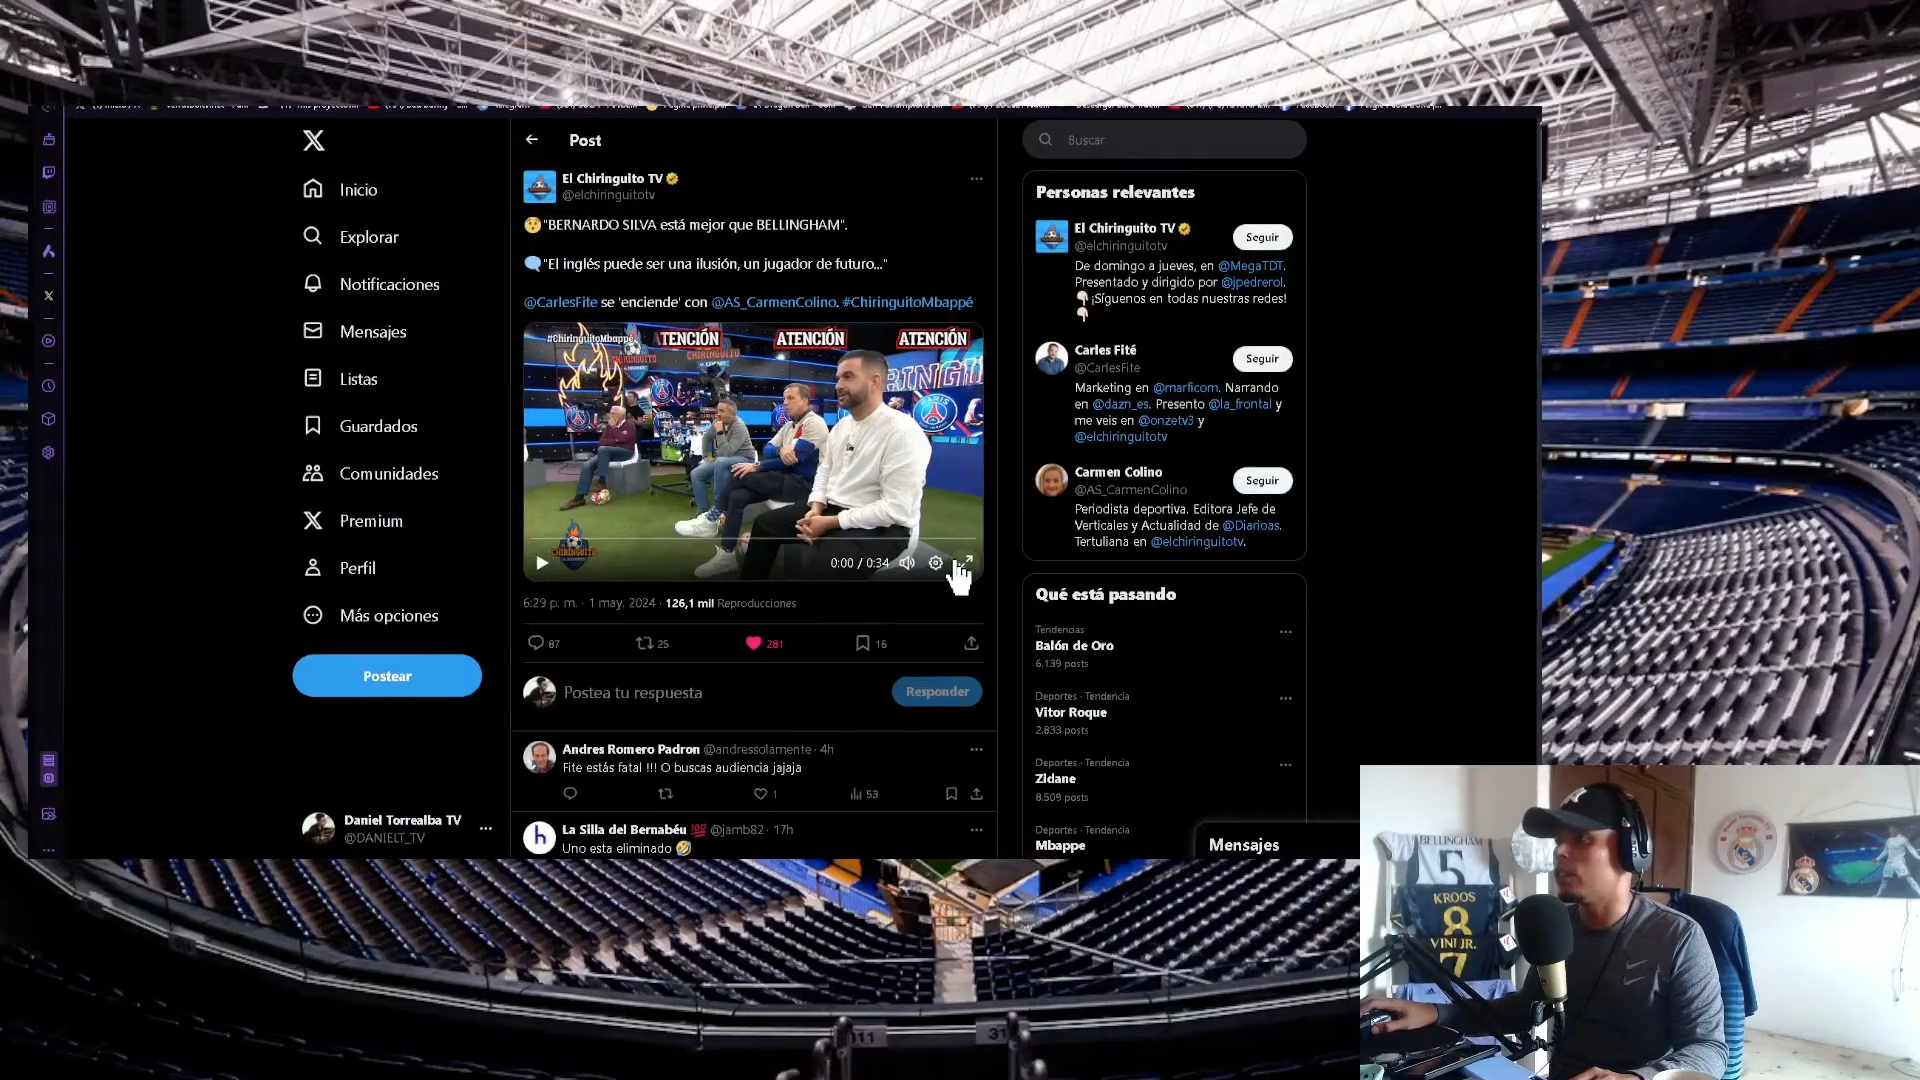 Post
Buscar
Inicio
Explorar
Notificaciones
Mensajes
Listas
Guardados
Comunidades
Premium
Perfil
Más opciones
Postear
Daniel Torrealba TV
@DANIELT_TV
El Chiringuito TV
@elchiringuitotv
"BERNARDO SILVA está mejor que BELLINGHAM".
"El inglés puede ser una ilusión, un jugador de futuro..."
@CarlesFite se 'enciende' con @AS_CarmenColino. #ChiringuitoMbappé
#ChiringuitoMbappé
ATENCIÓN ATENCIÓN ATENCIÓN
CHIRINGUITO
0:00 / 0:34
6:29 p. m. · 1 may. 2024 · 126,1 mil Reproducciones
87 25 281 16
Postea tu respuesta
Responder
Andres Romero Padron @andressolamente · 4h
Fite estás fatal !!! O buscas audiencia jajaja
1 53
La Silla del Bernabéu 💯 @jamb82 · 17h
Uno esta eliminado 🤣
Personas relevantes
El Chiringuito TV
@elchiringuitotv
Seguir
De domingo a jueves, en @MegaTDT.
Presentado y dirigido por @jpedrerol.
¡Síguenos en todas nuestras redes!
Carles Fité
@CarlesFite
Seguir
Marketing en @marficom. Narrando
en @dazn_es. Presento @la_frontal y
me veis en @onzetv3 y
@elchiringuitotv
Carmen Colino
@AS_CarmenColino
Seguir
Periodista deportiva. Editora Jefe de
Verticales y Actualidad de @Diarioas.
Tertuliana en @elchiringuitotv.
Qué está pasando
Tendencias
Balón de Oro
6.139 posts
Deportes · Tendencia
Vitor Roque
2.833 posts
Deportes · Tendencia
Zidane
8.509 posts
Deportes · Tendencia
Mbappe
Mensajes
BELLINGHAM
5
KROOS
8
VINI JR.
7